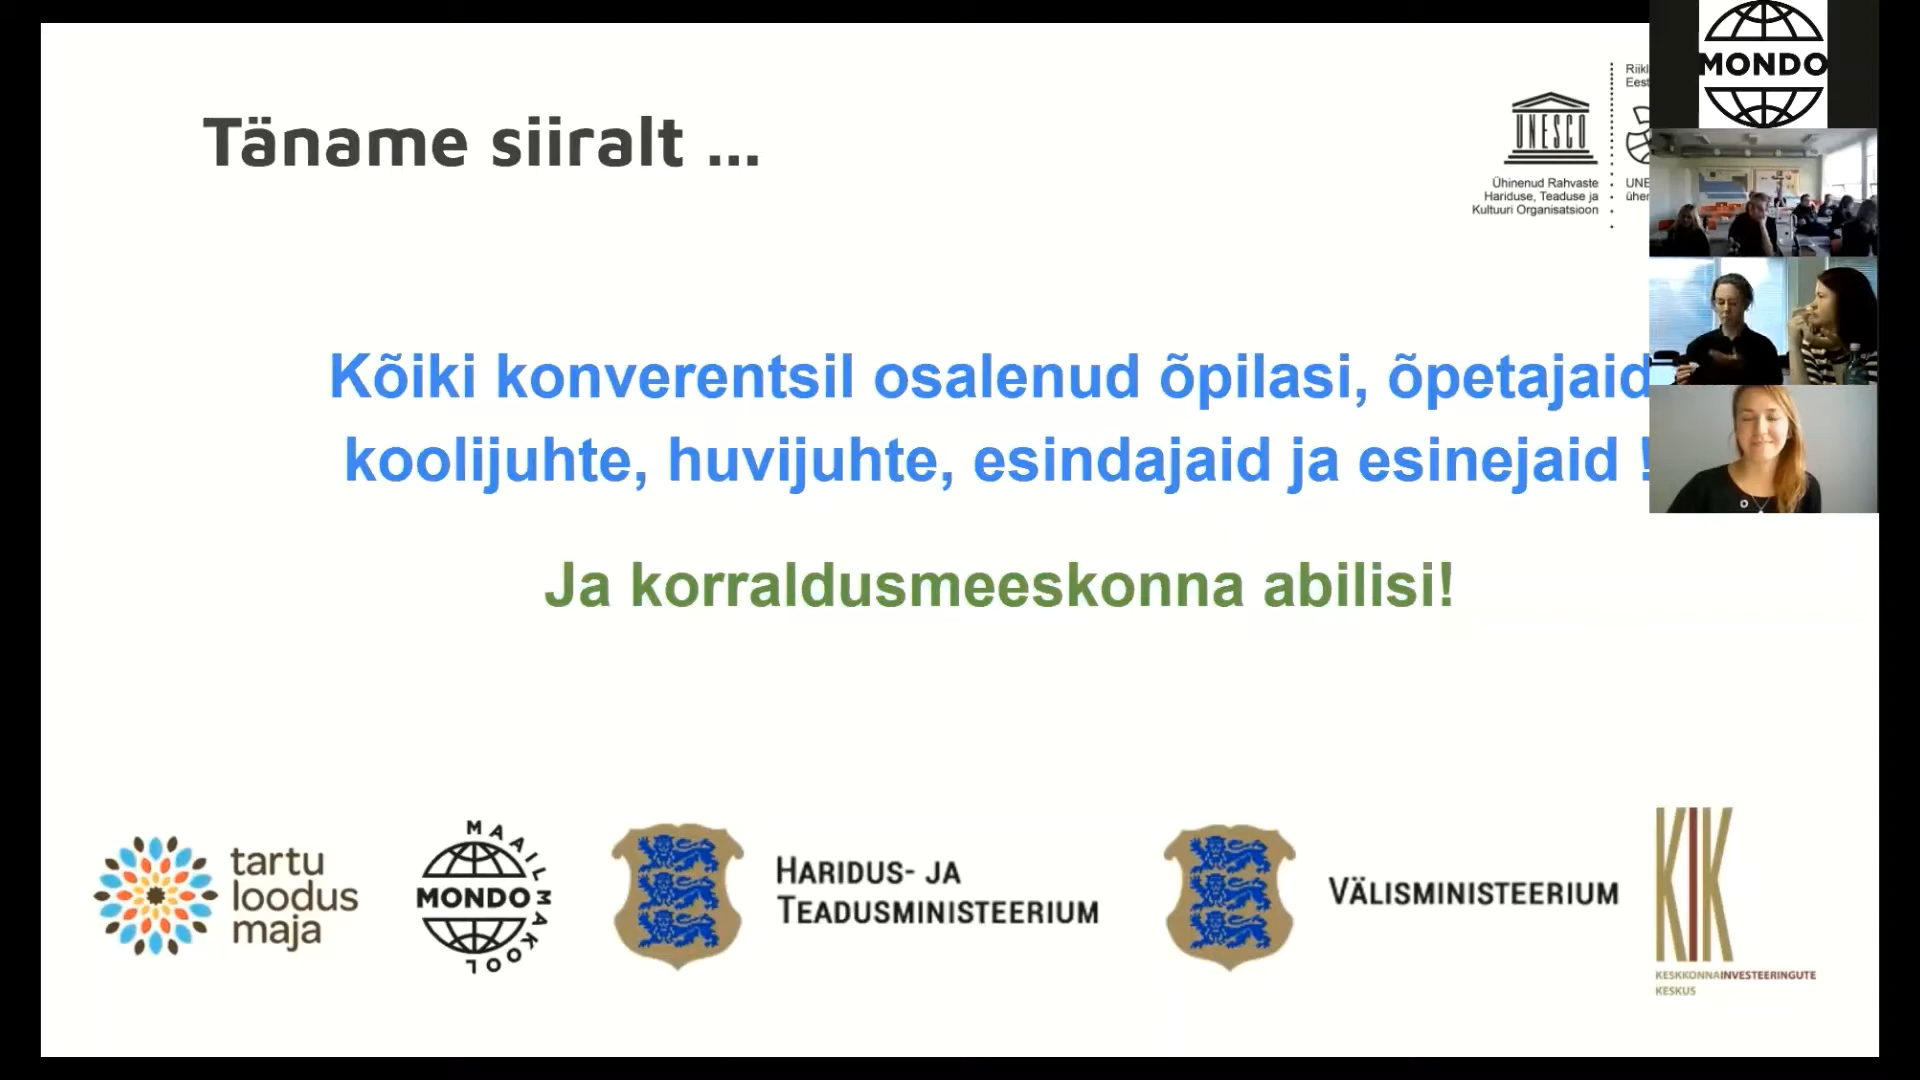 Täname siiralt ...
UNESCO
Ühinenud Rahvaste
Hariduse, Teaduse ja
Kultuuri Organisatsioon
MONDO
Kõiki konverentsil osalenud õpilasi, õpetajaid
koolijuhte, huvijuhte, esindajaid ja esinejaid !
Ja korraldusmeeskonna abilisi!
tartu
loodus
maja
MAAILMAKOOL
MONDO
HARIDUS- JA
TEADUSMINISTEERIUM
VÄLISMINISTEERIUM
KIK
KESKKONNAINVESTEERINGUTE
KESKUS